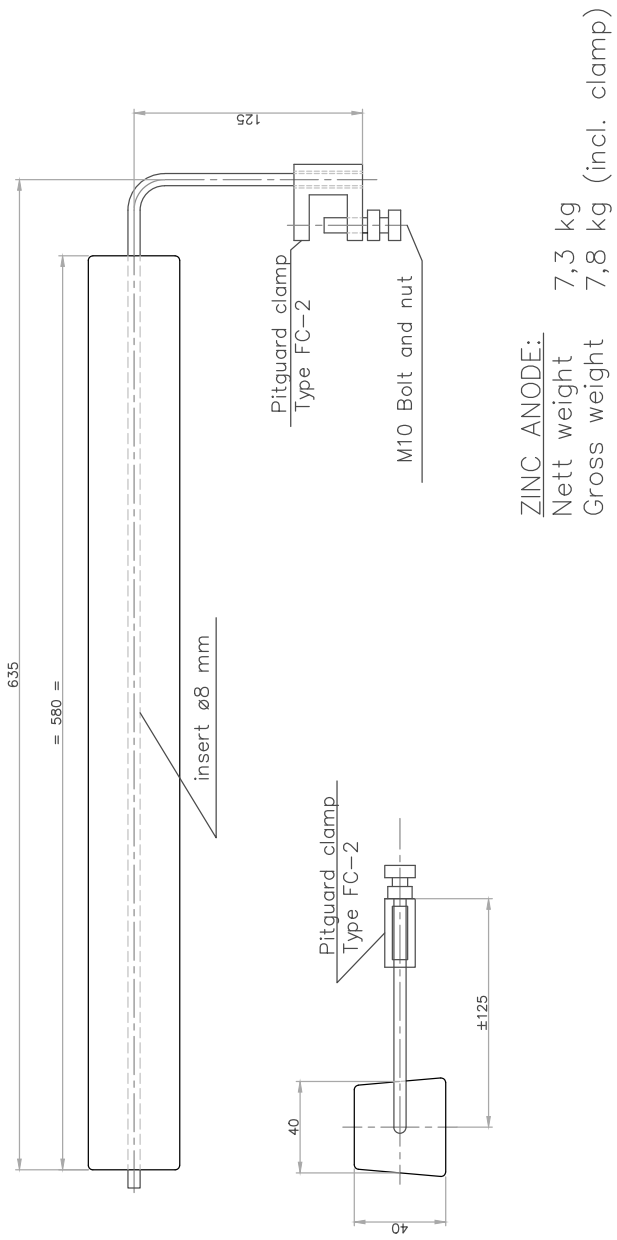 635
= 580 =
125
insert ø8 mm
Pitguard clamp
Type FC-2
M10 Bolt and nut
Pitguard clamp
Type FC-2
40
40
±125
ZINC ANODE:
Nett weight 7,3 kg
Gross weight 7,8 kg (incl. clamp)